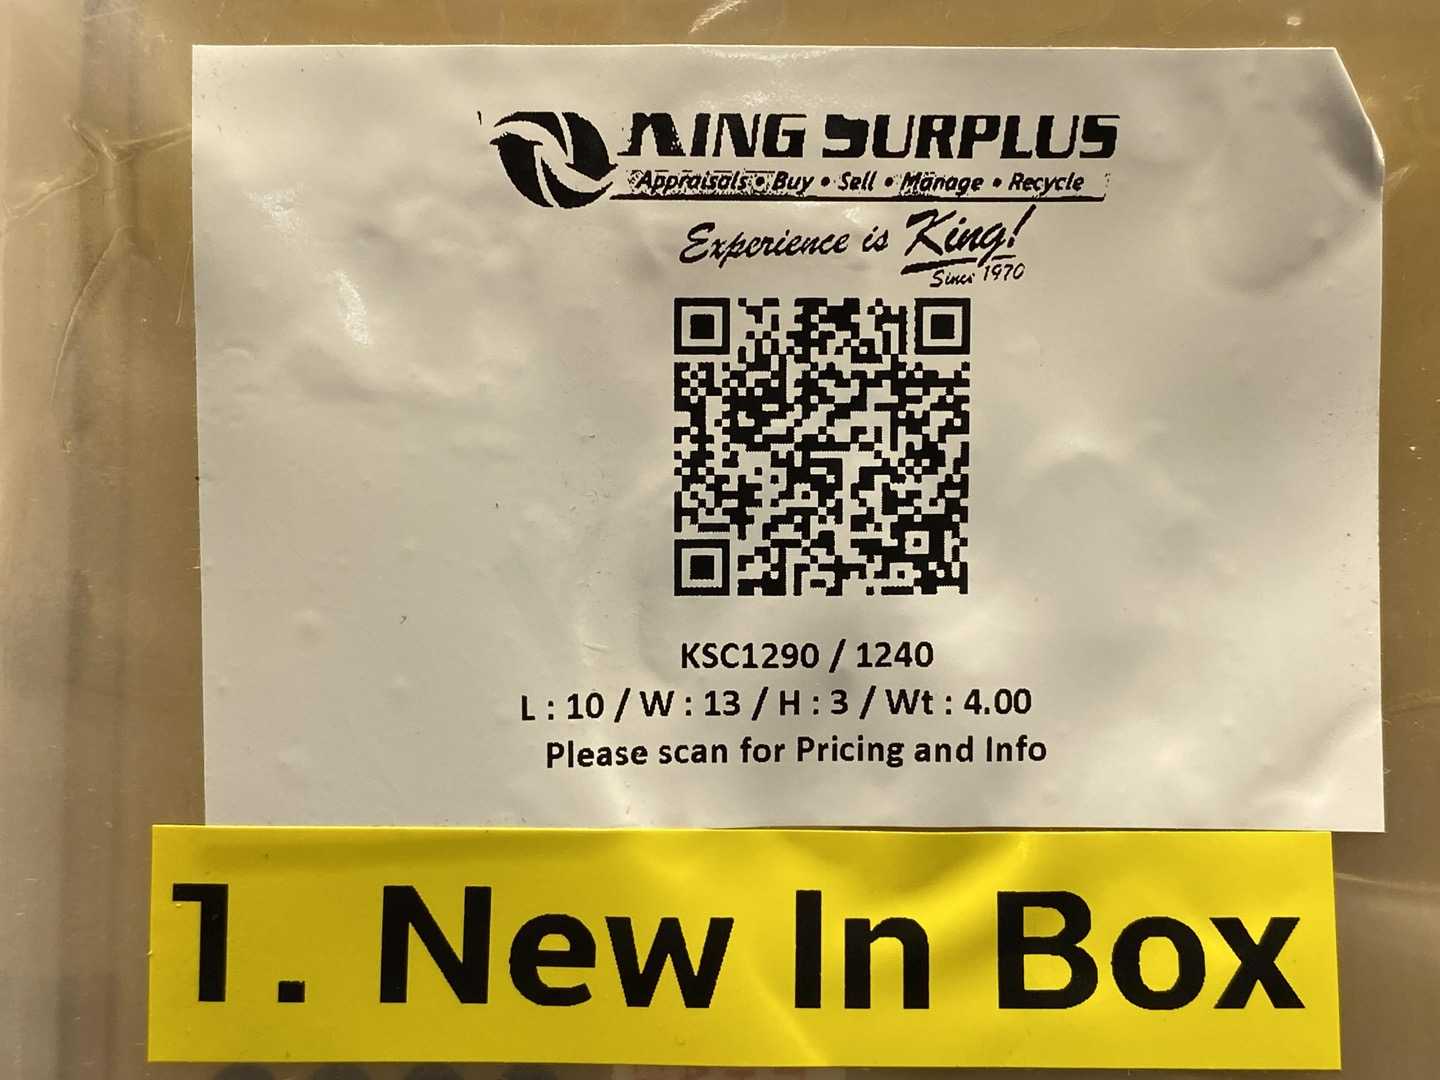 KING SURPLUS
Appraisals • Buy • Sell • Manage • Recycle
Experience is King!
Since 1970
KSC1290 / 1240
L : 10 / W : 13 / H : 3 / Wt : 4.00
Please scan for Pricing and Info
1. New In Box